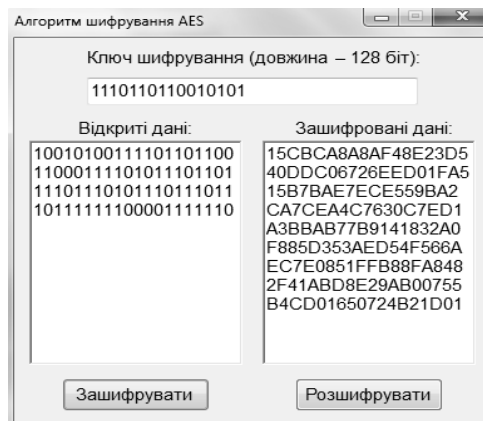 Алгоритм шифрування AES
Ключ шифрування (довжина – 128 біт):
1110110110010101
Відкриті дані:
10010100111101101100
11000111101011101101
11101110101110111011
10111111100001111110
Зашифровані дані:
15CBCA8A8AF48E23D5
40DDC06726EED01FA5
15B7BAE7ECE559BA2
CA7CEA4C7630C7ED1
A3BBAB77B9141832A0
F885D353AED54F566A
EC7E0851FFB88FA848
2F41ABD8E29AB00755
B4CD01650724B21D01
Зашифрувати
Розшифрувати